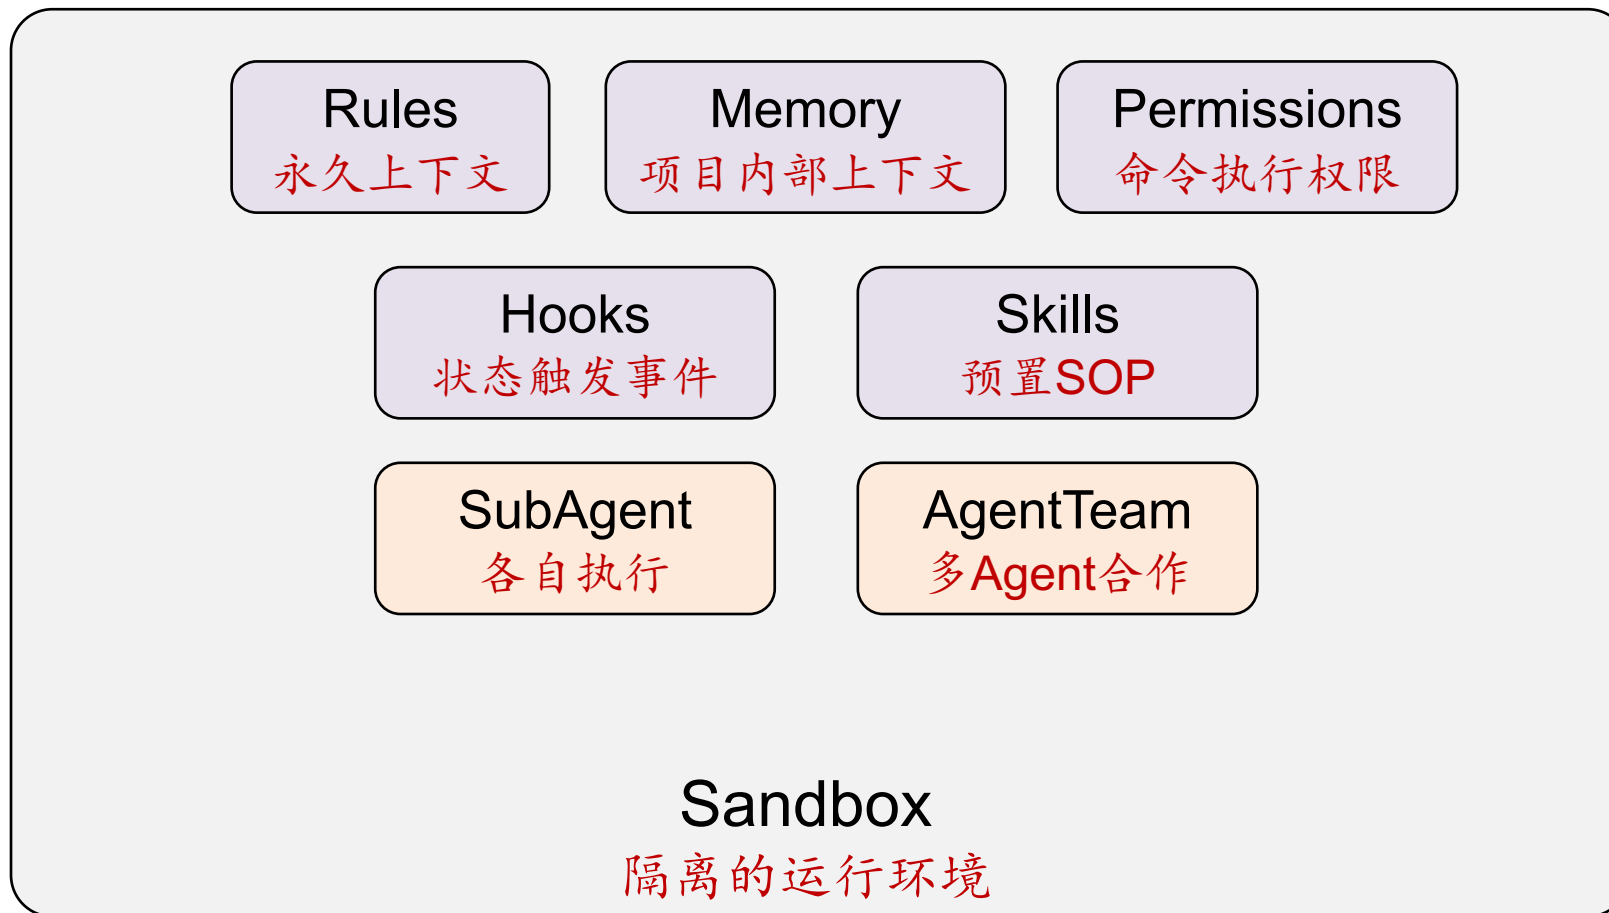 Rules
永久上下文
Memory
项目内部上下文
Permissions
命令执行权限
Hooks
状态触发事件
Skills
预置SOP
SubAgent
各自执行
AgentTeam
多Agent合作
Sandbox
隔离的运行环境